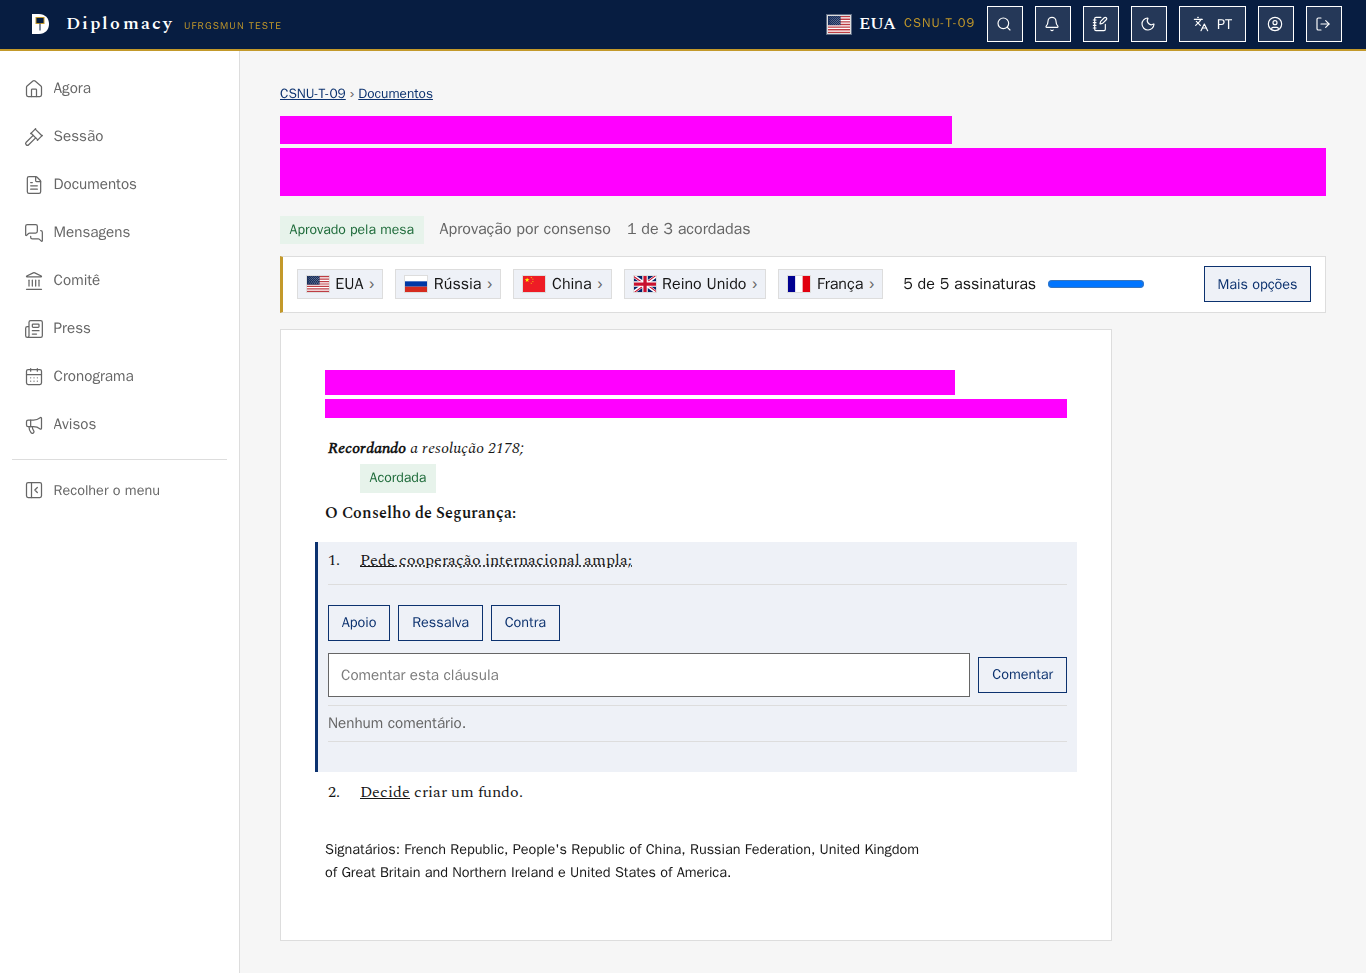 Diplomacy UFRGSMUN TESTE
EUA CSNU-T-09 PT
Agora
Sessão
Documentos
Mensagens
Comitê
Press
Cronograma
Avisos
Recolher o menu
CSNU-T-09 › Documentos
Aprovado pela mesa Aprovação por consenso 1 de 3 acordadas
EUA › Rússia › China › Reino Unido › França › 5 de 5 assinaturas Mais opções
Recordando a resolução 2178;
Acordada
O Conselho de Segurança:
1. Pede cooperação internacional ampla;
Apoio Ressalva Contra
Comentar esta cláusula Comentar
Nenhum comentário.
2. Decide criar um fundo.
Signatários: French Republic, People's Republic of China, Russian Federation, United Kingdom
of Great Britain and Northern Ireland e United States of America.